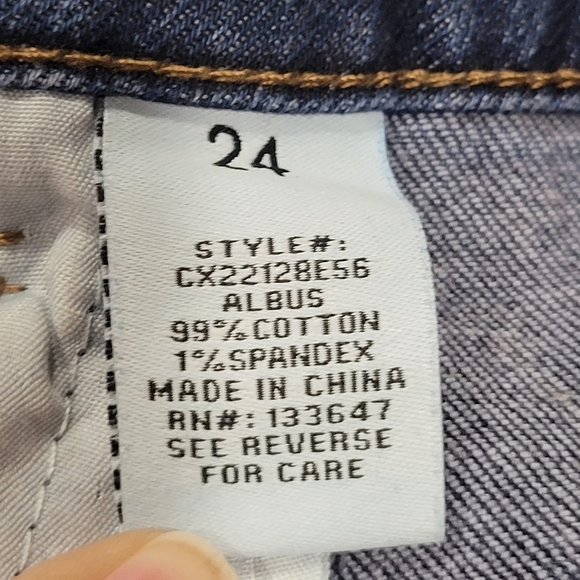 24
STYLE#:
CX22128E56
ALBUS
99% COTTON
1% SPANDEX
MADE IN CHINA
RN#: 133647
SEE REVERSE
FOR CARE